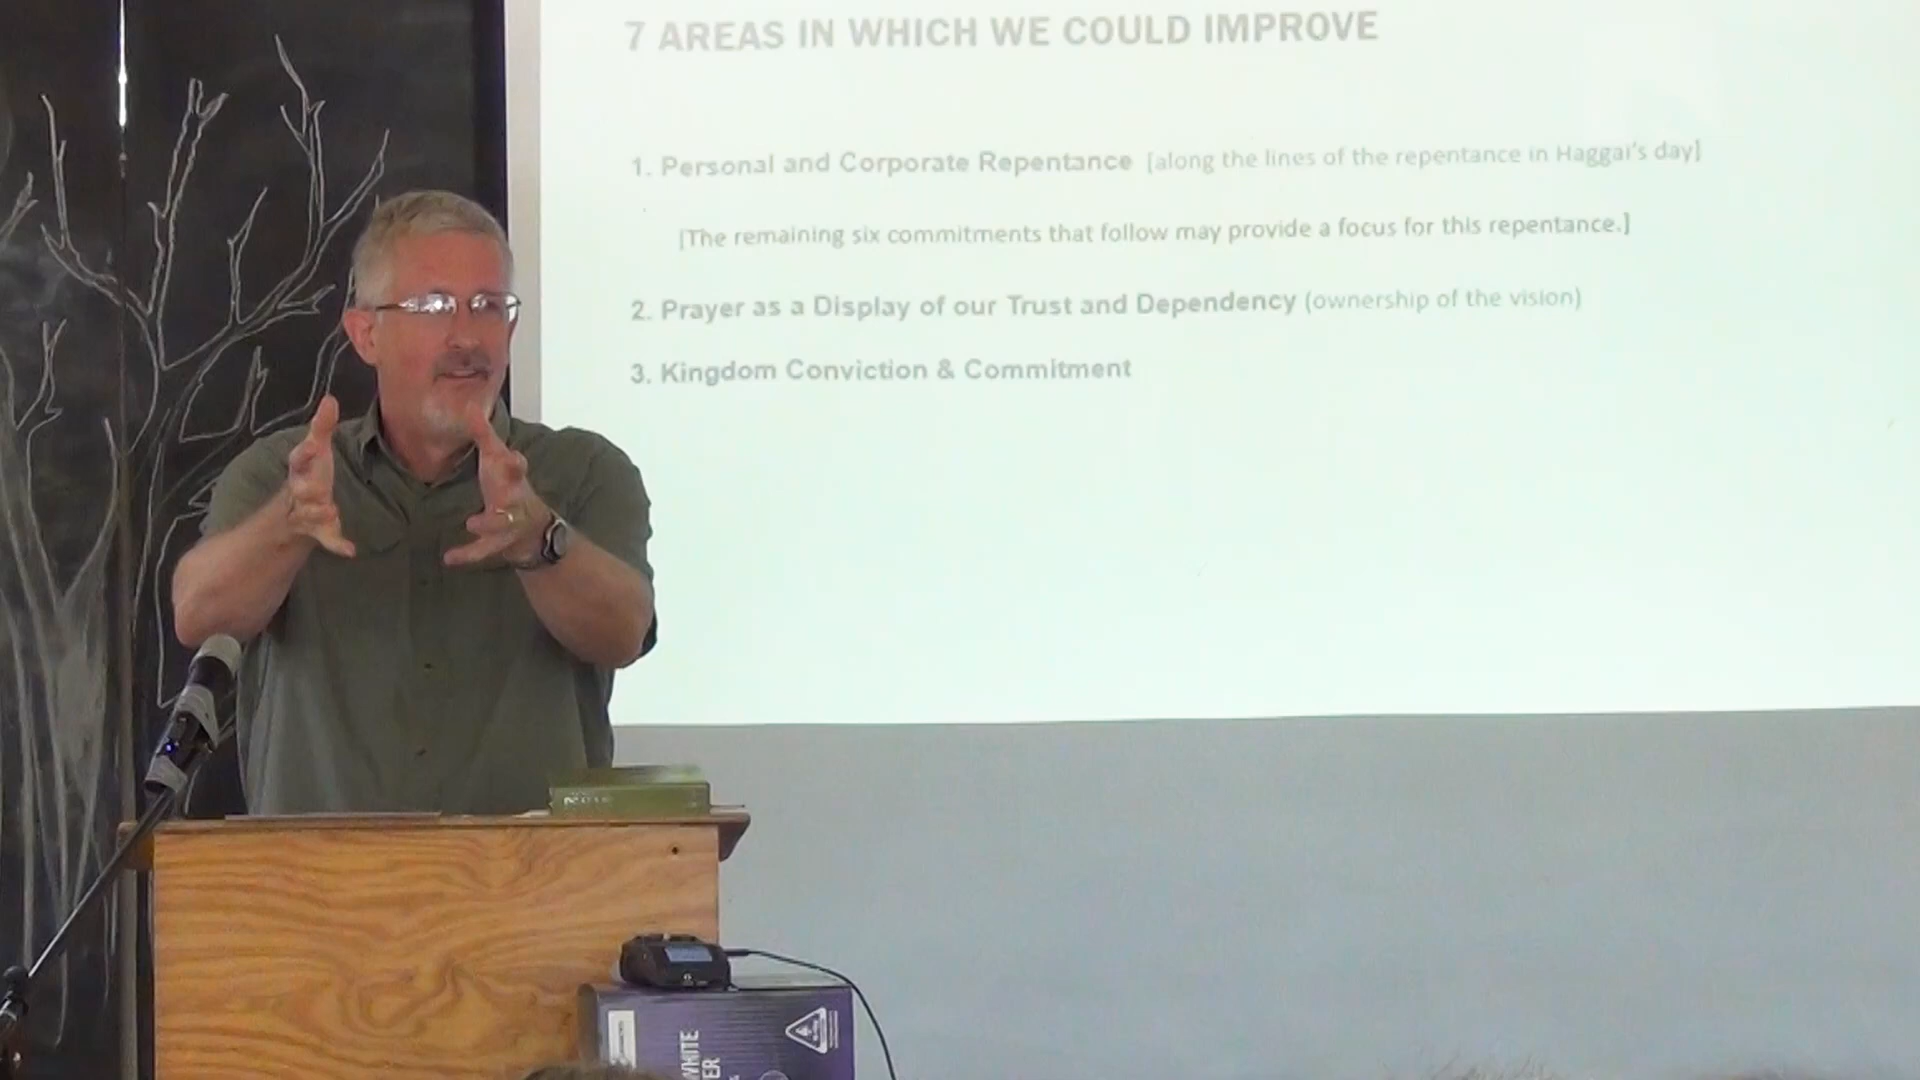 7 AREAS IN WHICH WE COULD IMPROVE
1. Personal and Corporate Repentance [along the lines of the repentance in Haggai's day]
[The remaining six commitments that follow may provide a focus for this repentance.]
2. Prayer as a Display of our Trust and Dependency (ownership of the vision)
3. Kingdom Conviction & Commitment
WHITE